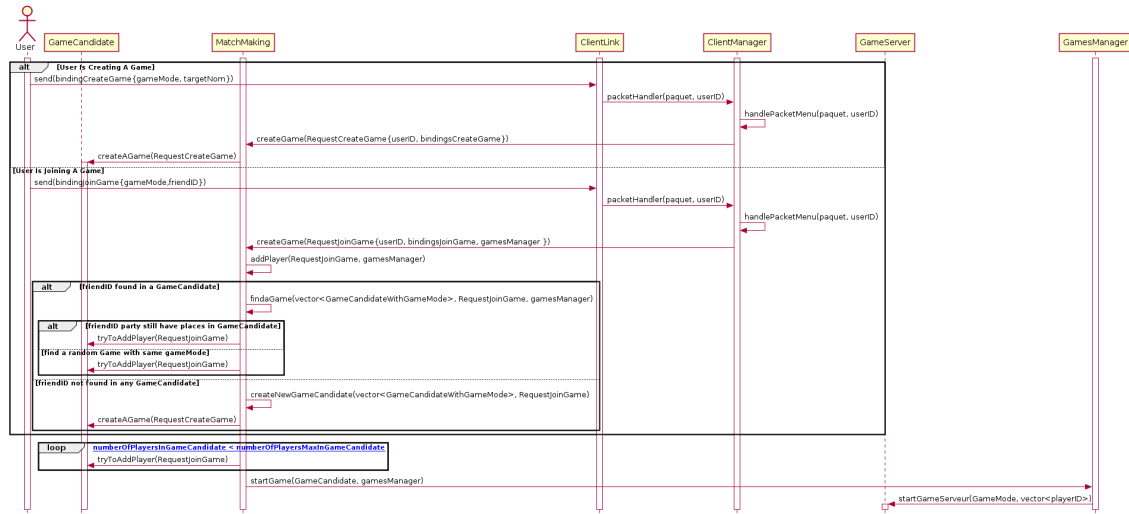 User
GameCandidate
MatchMaking
ClientLink
ClientManager
GameServer
GamesManager
alt [User Is Creating A Game]
send(bindingCreateGame{gameMode, targetNom})
packetHandler(paquet, userID)
handlePacketMenu(paquet, userID)
createGame(RequestCreateGame{userID, bindingsCreateGame})
createAGame(RequestCreateGame)
[User Is Joining A Game]
send(bindingJoinGame{gameMode,friendID})
packetHandler(paquet, userID)
handlePacketMenu(paquet, userID)
createGame(RequestJoinGame{userID, bindingsJoinGame, gamesManager })
addPlayer(RequestJoinGame, gamesManager)
alt [friendID found in a GameCandidate]
findaGame(vector<GameCandidateWithGameMode>, RequestJoinGame, gamesManager)
alt [friendID party still have places in GameCandidate]
tryToAddPlayer(RequestJoinGame)
[find a random Game with same gameMode]
tryToAddPlayer(RequestJoinGame)
[friendID not found in any GameCandidate]
createNewGameCandidate(vector<GameCandidateWithGameMode>, RequestJoinGame)
createAGame(RequestCreateGame)
loop numberOfPlayersInGameCandidate < numberOfPlayersMaxInGameCandidate
tryToAddPlayer(RequestJoinGame)
startGame(GameCandidate, gamesManager)
startGameServeur(GameMode, vector<playerID>)